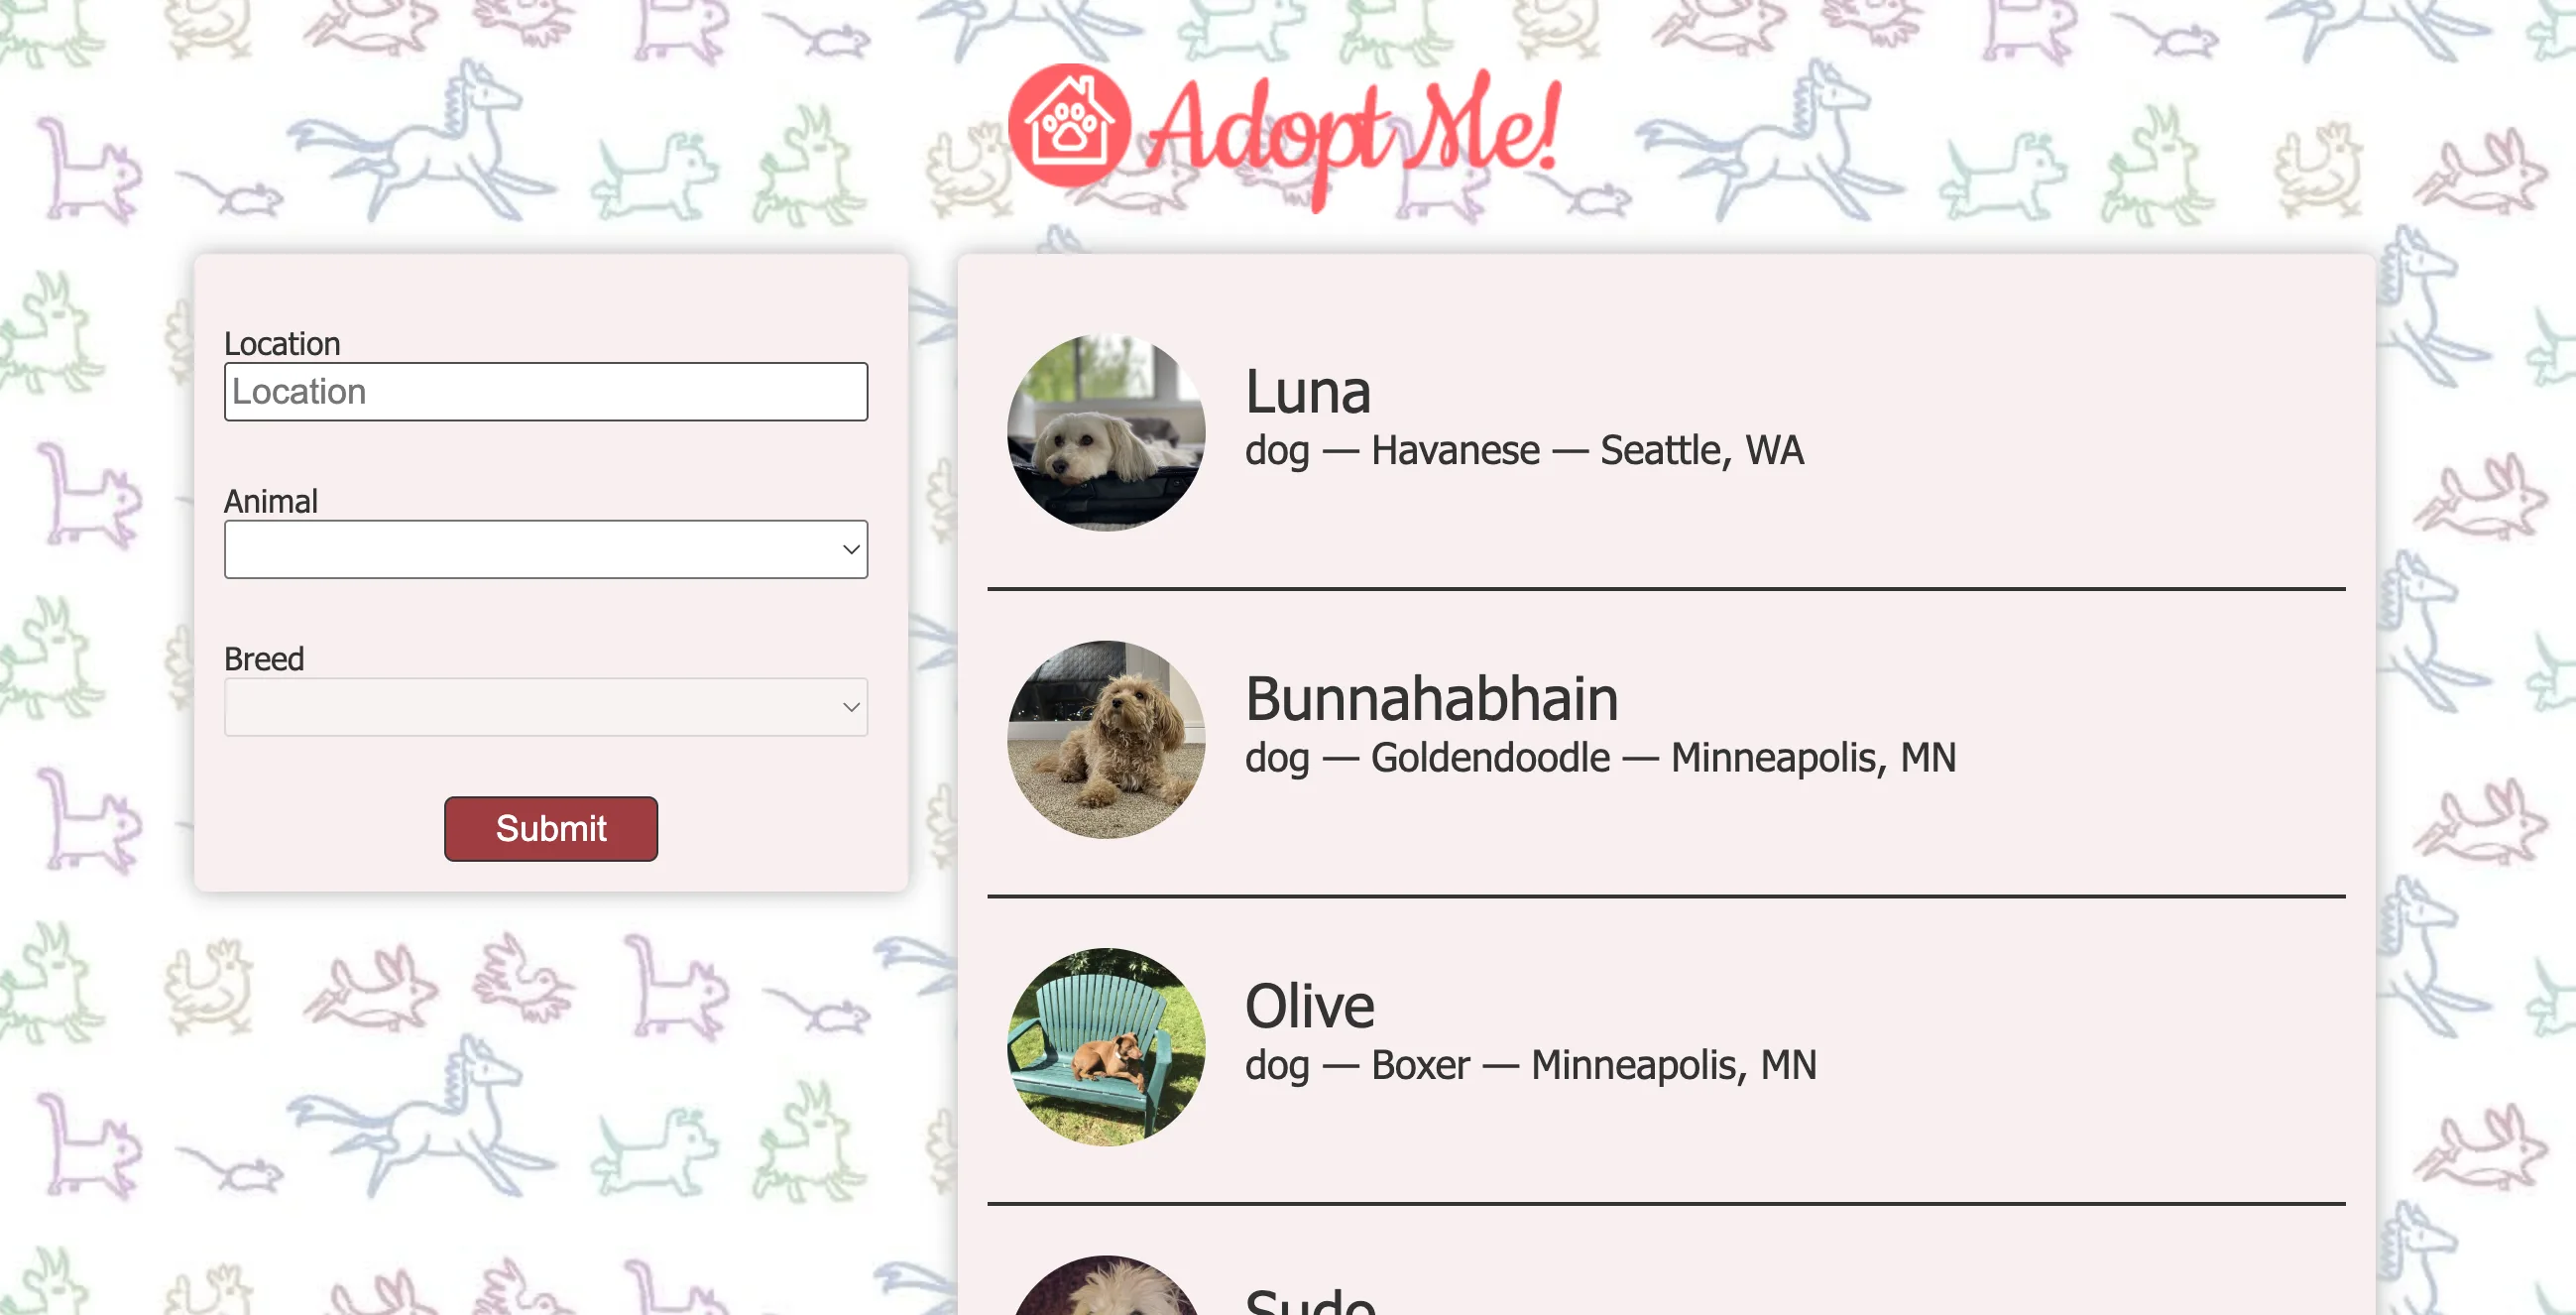 Adopt Me!
Location
Location
Animal
Breed
Submit
Luna
dog — Havanese — Seattle, WA
Bunnahabhain
dog — Goldendoodle — Minneapolis, MN
Olive
dog — Boxer — Minneapolis, MN
Sudo